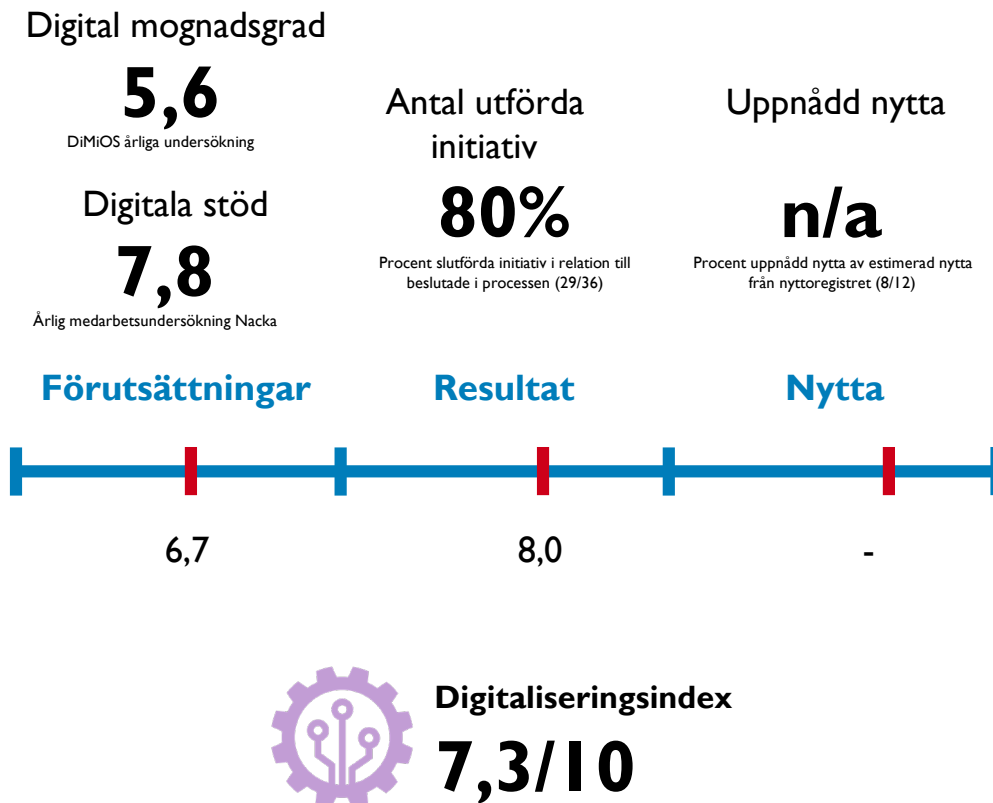 Digital mognadsgrad
5,6
DiMiOS årliga undersökning
Digitala stöd
7,8
Årlig medarbetsundersökning Nacka
Antal utförda
initiativ
80%
Procent slutförda initiativ i relation till
beslutade i processen (29/36)
Uppnådd nytta
n/a
Procent uppnådd nytta av estimerad nytta
från nyttoregistret (8/12)
Förutsättningar
Resultat
Nytta
6,7
8,0
-
Digitaliseringsindex
7,3/10